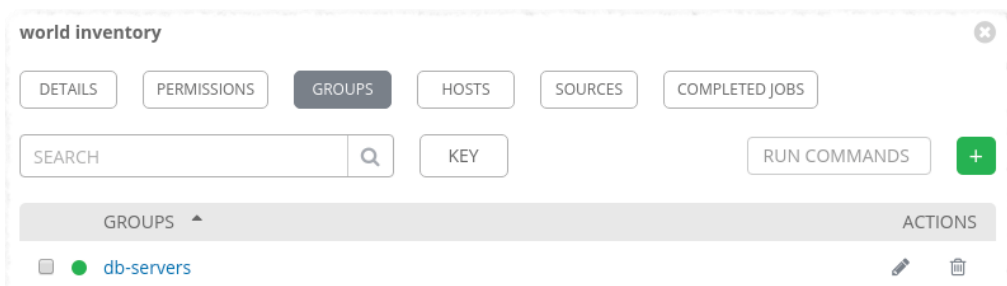 world inventory
DETAILS PERMISSIONS GROUPS HOSTS SOURCES COMPLETED JOBS
SEARCH KEY RUN COMMANDS +
GROUPS ACTIONS
db-servers